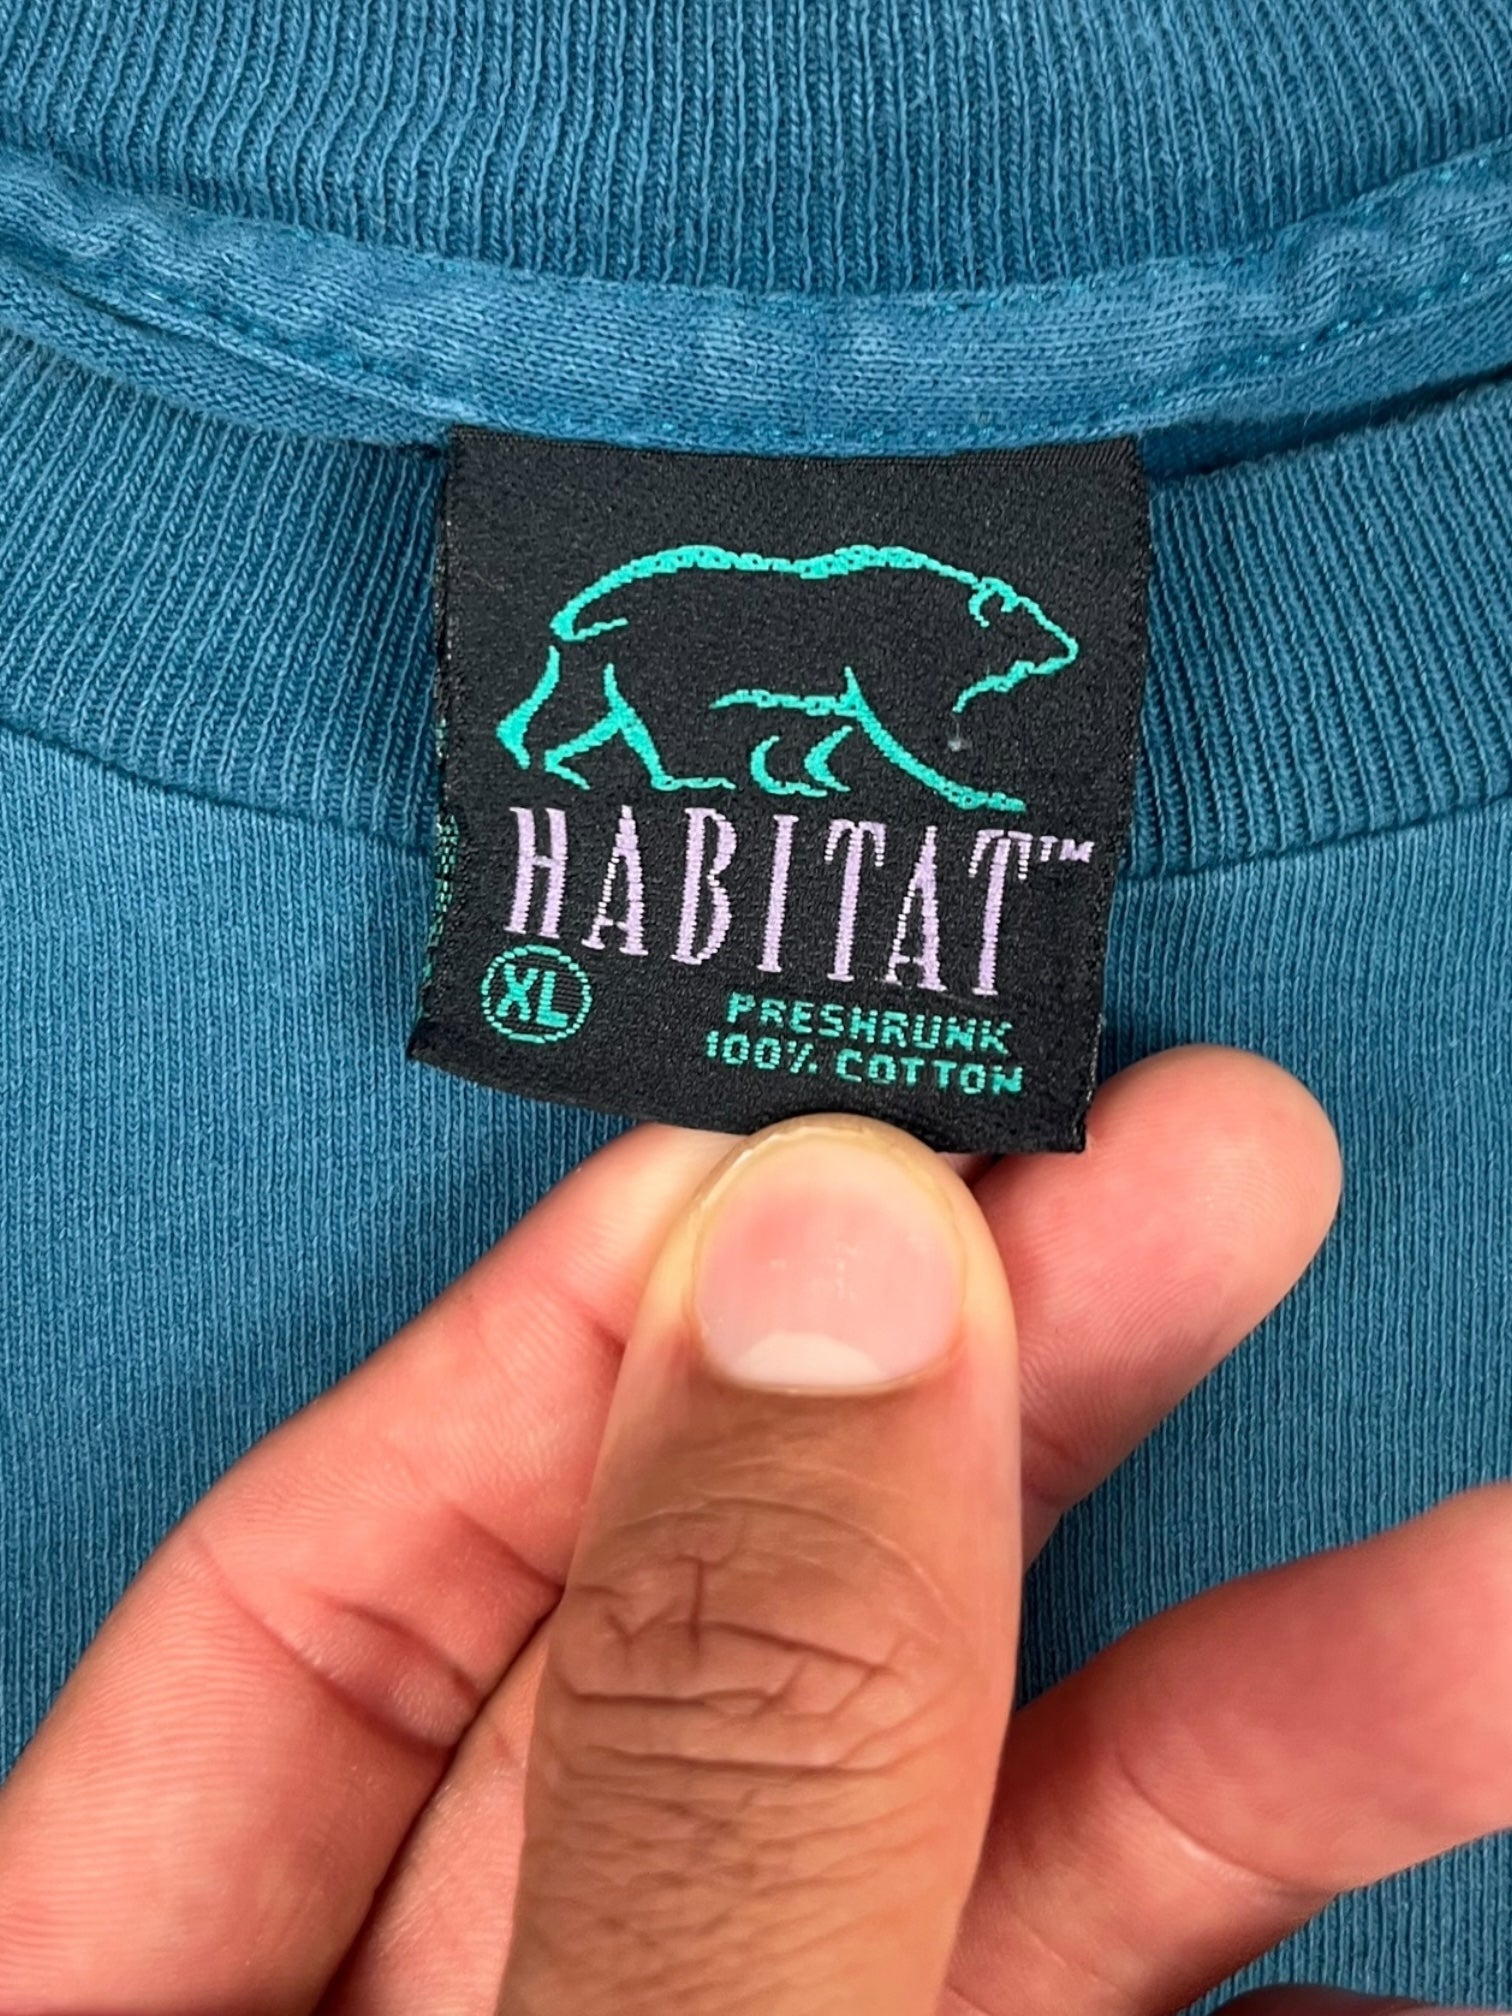 HABITAT™
XL
PRESHRUNK
100% COTTON